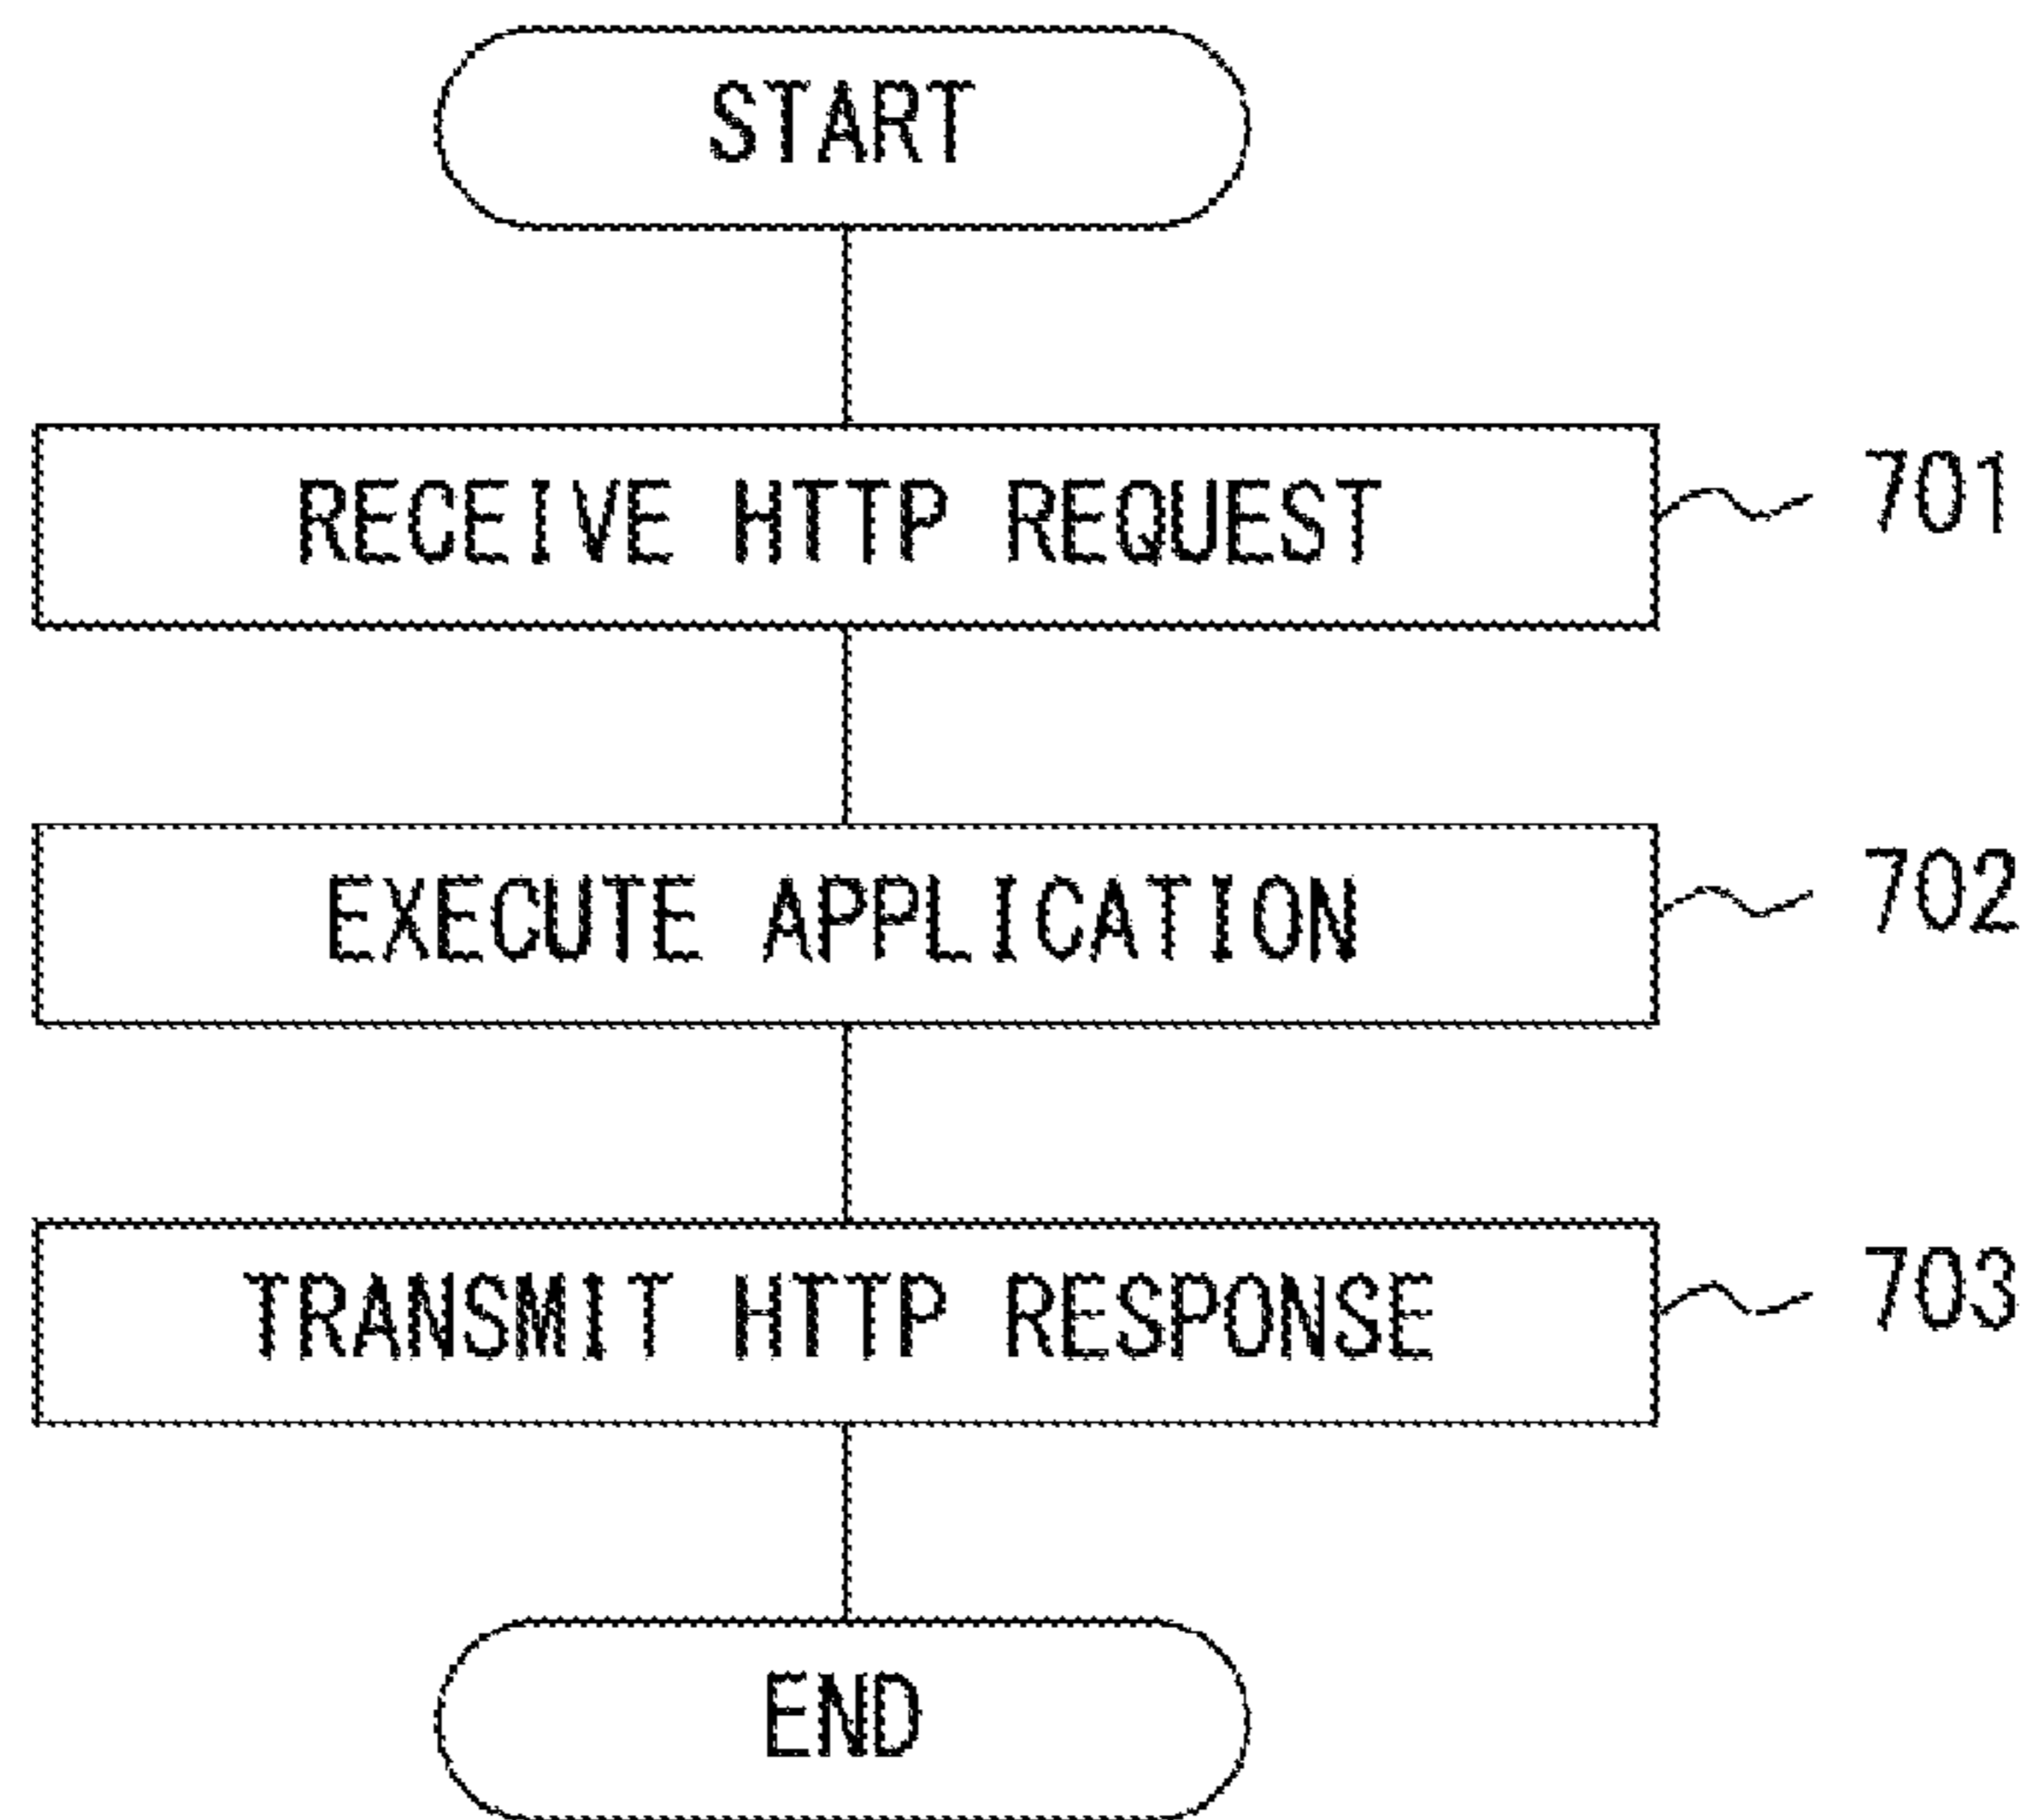 START
RECEIVE HTTP REQUEST 701
EXECUTE APPLICATION 702
TRANSMIT HTTP RESPONSE 703
END